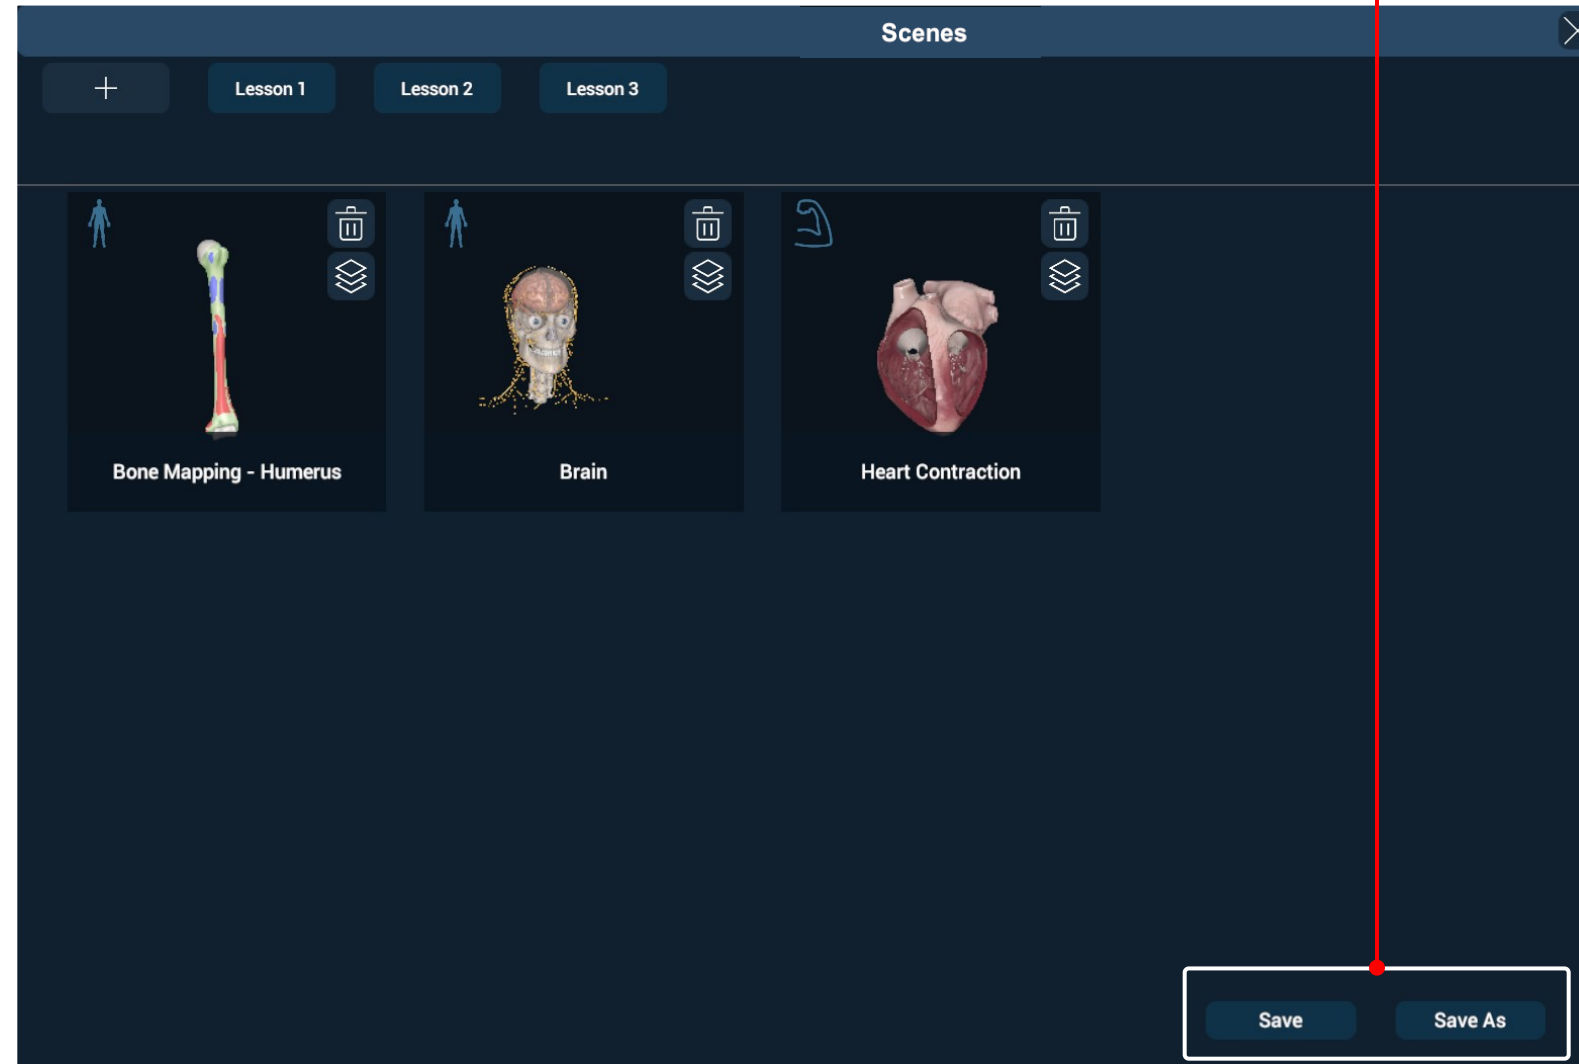 Scenes
Lesson 1
Lesson 2
Lesson 3
Bone Mapping - Humerus
Brain
Heart Contraction
Save
Save As